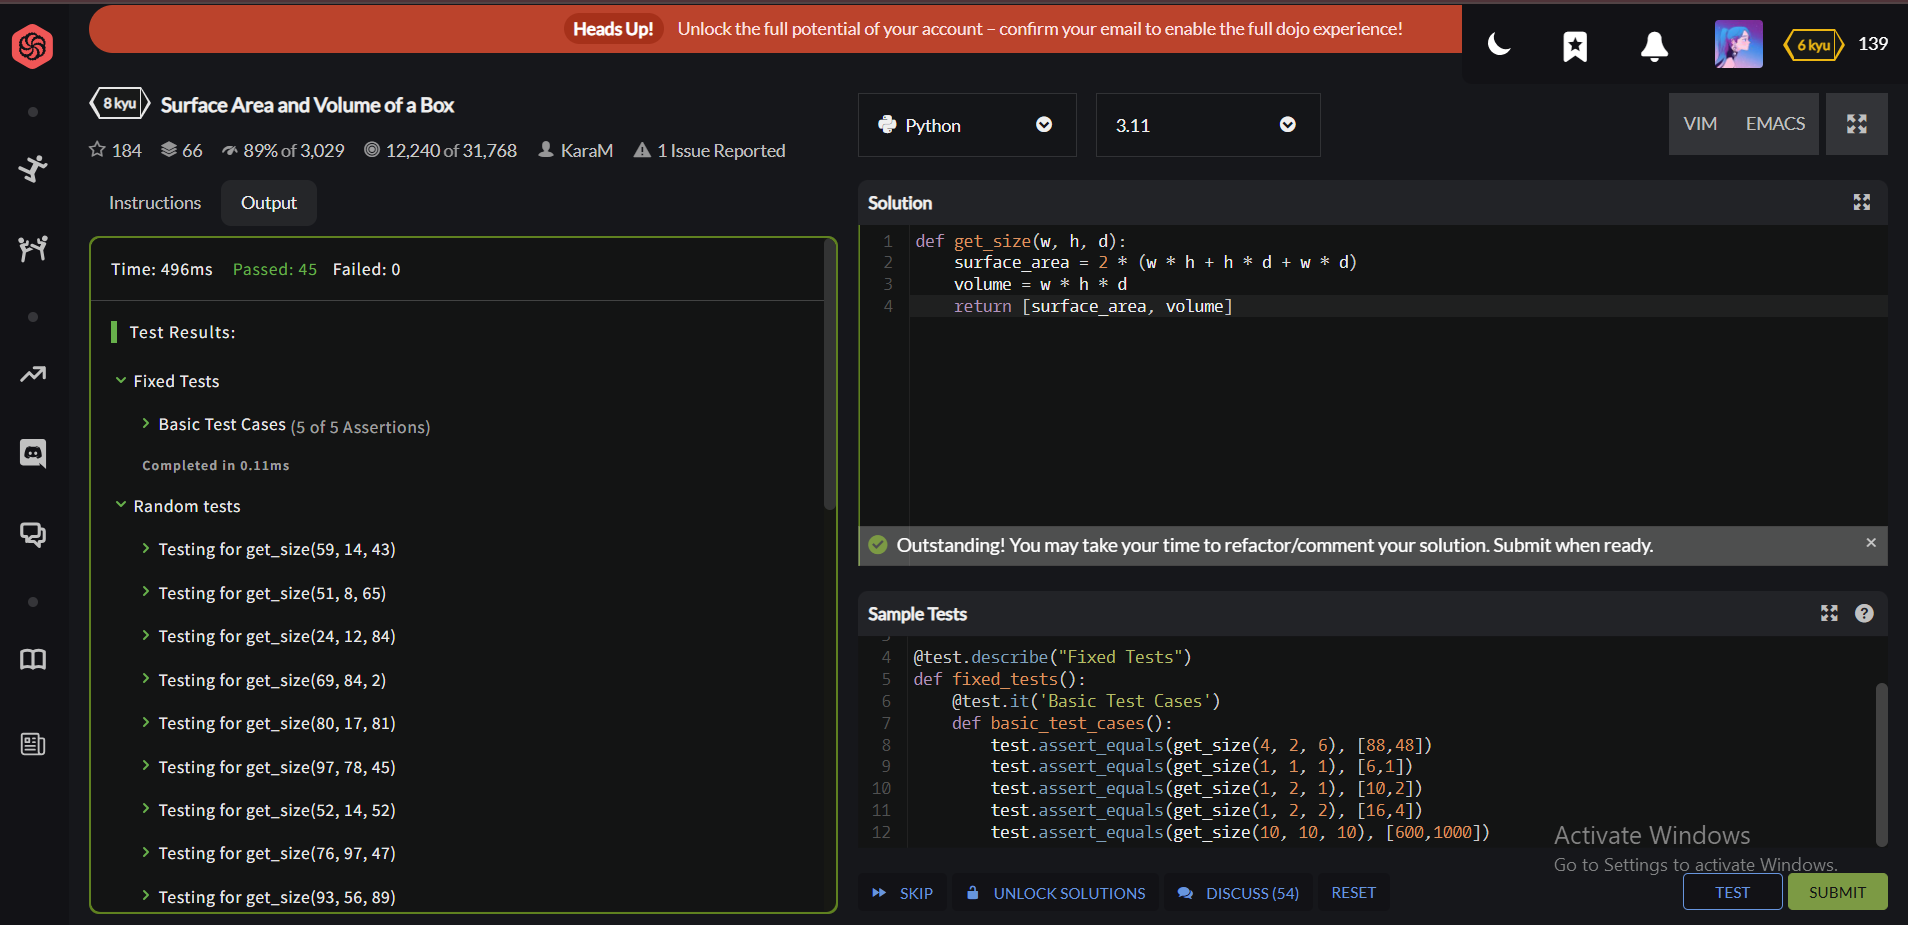 Heads Up! Unlock the full potential of your account – confirm your email to enable the full dojo experience!
6 kyu 139
8 kyu Surface Area and Volume of a Box
184 66 89% of 3,029 12,240 of 31,768 KaraM 1 Issue Reported
Python
3.11
VIM EMACS
Instructions Output
Time: 496ms Passed: 45 Failed: 0
Test Results:
Fixed Tests
Basic Test Cases (5 of 5 Assertions)
Completed in 0.11ms
Random tests
Testing for get_size(59, 14, 43)
Testing for get_size(51, 8, 65)
Testing for get_size(24, 12, 84)
Testing for get_size(69, 84, 2)
Testing for get_size(80, 17, 81)
Testing for get_size(97, 78, 45)
Testing for get_size(52, 14, 52)
Testing for get_size(76, 97, 47)
Testing for get_size(93, 56, 89)
Solution
1 def get_size(w, h, d):
2 surface_area = 2 * (w * h + h * d + w * d)
3 volume = w * h * d
4 return [surface_area, volume]
Outstanding! You may take your time to refactor/comment your solution. Submit when ready.
Sample Tests
4 @test.describe("Fixed Tests")
5 def fixed_tests():
6 @test.it('Basic Test Cases')
7 def basic_test_cases():
8 test.assert_equals(get_size(4, 2, 6), [88,48])
9 test.assert_equals(get_size(1, 1, 1), [6,1])
10 test.assert_equals(get_size(1, 2, 1), [10,2])
11 test.assert_equals(get_size(1, 2, 2), [16,4])
12 test.assert_equals(get_size(10, 10, 10), [600,1000])
Activate Windows
Go to Settings to activate Windows.
SKIP UNLOCK SOLUTIONS DISCUSS (54) RESET TEST SUBMIT